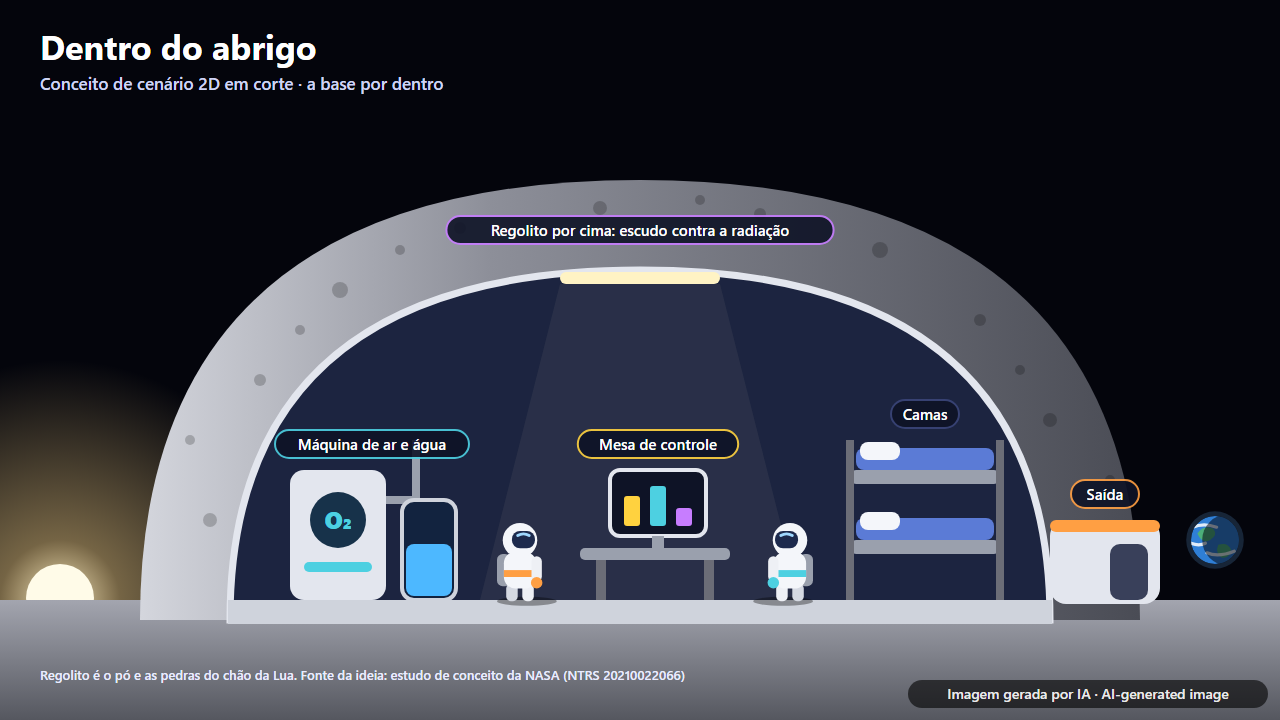 Dentro do abrigo
Conceito de cenário 2D em corte · a base por dentro
Regolito por cima: escudo contra a radiação
Camas
Máquina de ar e água
Mesa de controle
Saída
O₂
Regolito é o pó e as pedras do chão da Lua. Fonte da ideia: estudo de conceito da NASA (NTRS 20210022066)
Imagem gerada por IA · AI-generated image